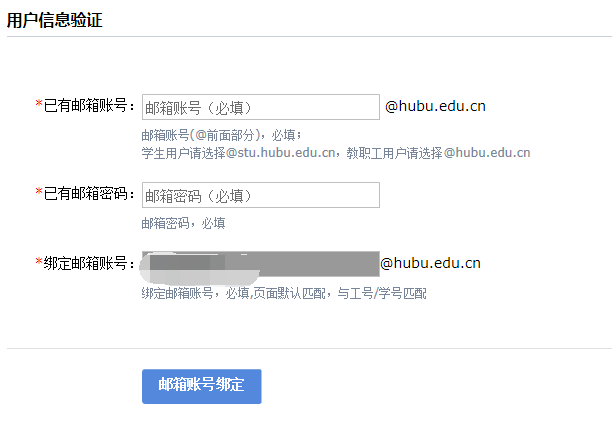 用户信息验证
*已有邮箱账号： 邮箱账号（必填） @hubu.edu.cn
邮箱账号(@前面部分)，必填；
学生用户请选择@stu.hubu.edu.cn，教职工用户请选择@hubu.edu.cn
*已有邮箱密码： 邮箱密码（必填）
邮箱密码，必填
*绑定邮箱账号： @hubu.edu.cn
绑定邮箱账号，必填,页面默认匹配，与工号/学号匹配
邮箱账号绑定